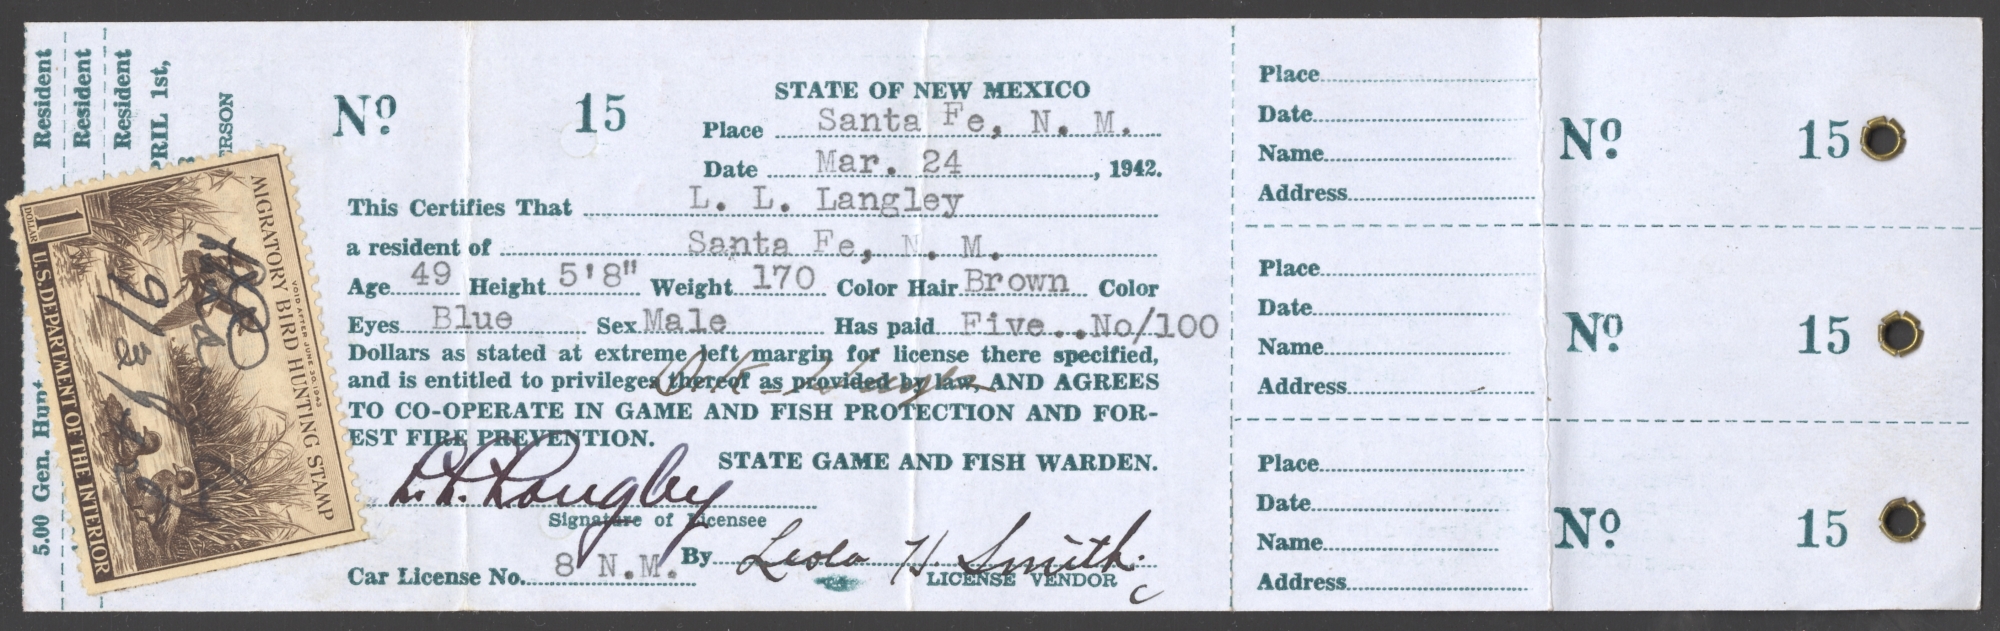 Resident
Resident
Resident
PRIL 1st,
ERSON
5.00 Gen. Hunt
1
DOLLAR
U.S. DEPARTMENT OF THE INTERIOR
VOID AFTER JUNE 30, 1943
MIGRATORY BIRD HUNTING STAMP
No 15
STATE OF NEW MEXICO
Place Santa Fe, N. M.
Date Mar. 24, 1942.
This Certifies That L. L. Langley
a resident of Santa Fe, N. M.
Age 49 Height 5'8" Weight 170 Color Hair Brown Color
Eyes Blue Sex Male Has paid Five..No/100
Dollars as stated at extreme left margin for license there specified,
and is entitled to privileges thereof as provided by law, AND AGREES
TO CO-OPERATE IN GAME AND FISH PROTECTION AND FOR-
EST FIRE PREVENTION.
STATE GAME AND FISH WARDEN.
L. L. Langley
Signature of Licensee
By H. Smith
LICENSE VENDOR
Car License No. 8 N.M.
Place
Date
Name
Address
No 15
Place
Date
Name
Address
No 15
Place
Date
Name
Address
No 15